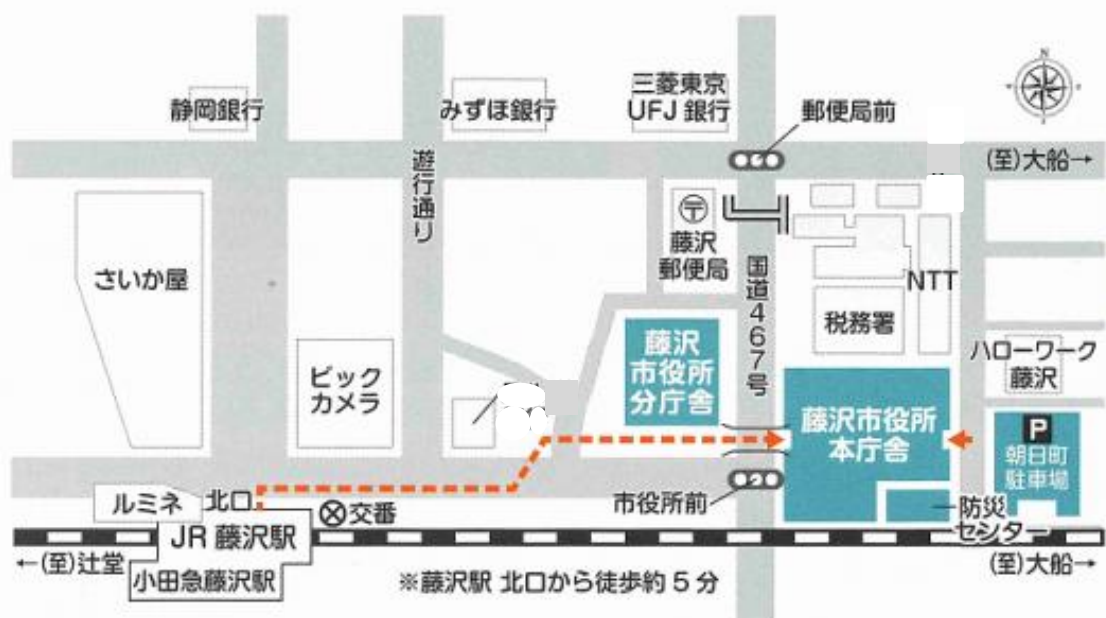 N
静岡銀行
みずほ銀行
三菱東京
UFJ銀行
郵便局前
(至)大船→
遊行通り
さいか屋
〒
藤沢
郵便局
国道467号
税務署
NTT
ハローワーク
藤沢
ビック
カメラ
藤沢
市役所
分庁舎
藤沢市役所
本庁舎
P
朝日町
駐車場
ルミネ
北口
交番
市役所前
防災
センター
JR 藤沢駅
←(至)辻堂
小田急藤沢駅
※藤沢駅 北口から徒歩約5分
(至)大船→